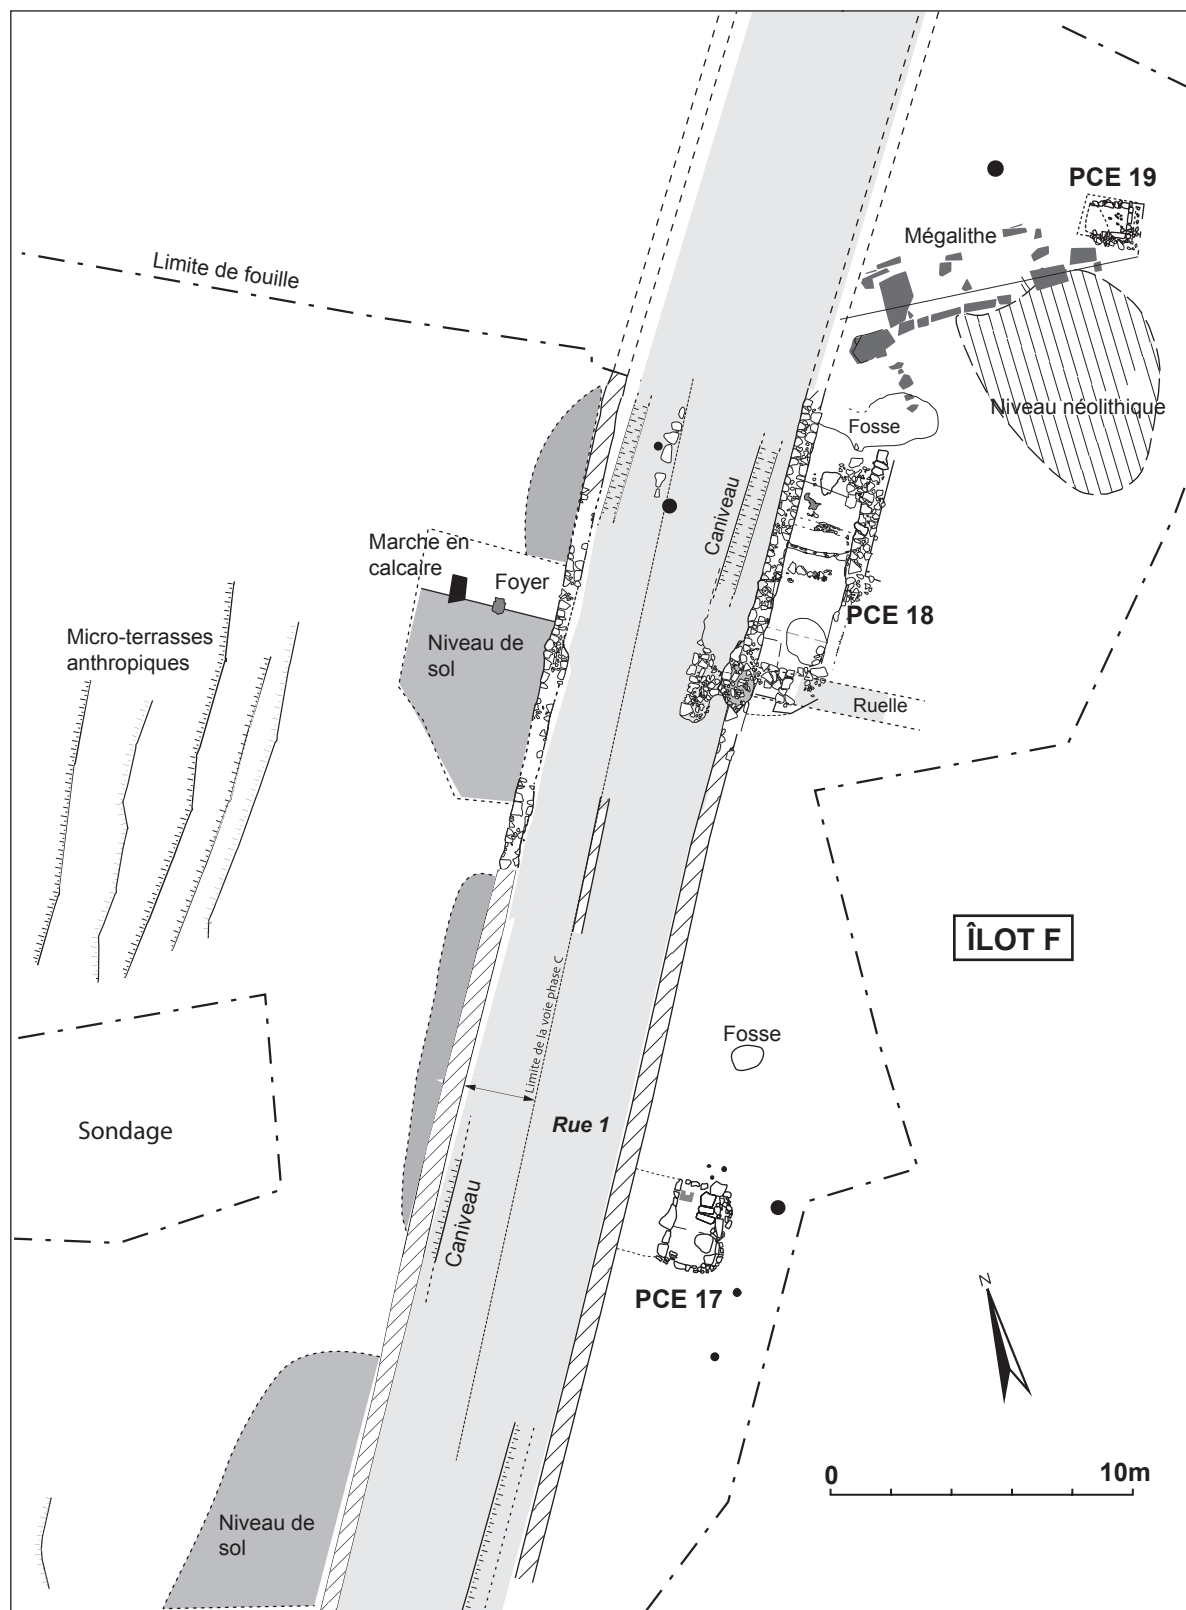 PCE 19
Mégalithe
Limite de fouille
Niveau néolithique
Fosse
Caniveau
Marche en
calcaire
Foyer
PCE 18
Micro-terrasses
anthropiques
Niveau de
sol
Ruelle
ÎLOT F
Limite de la voie phase C
Fosse
Sondage
Rue 1
Caniveau
PCE 17
N
0
10m
Niveau de
sol